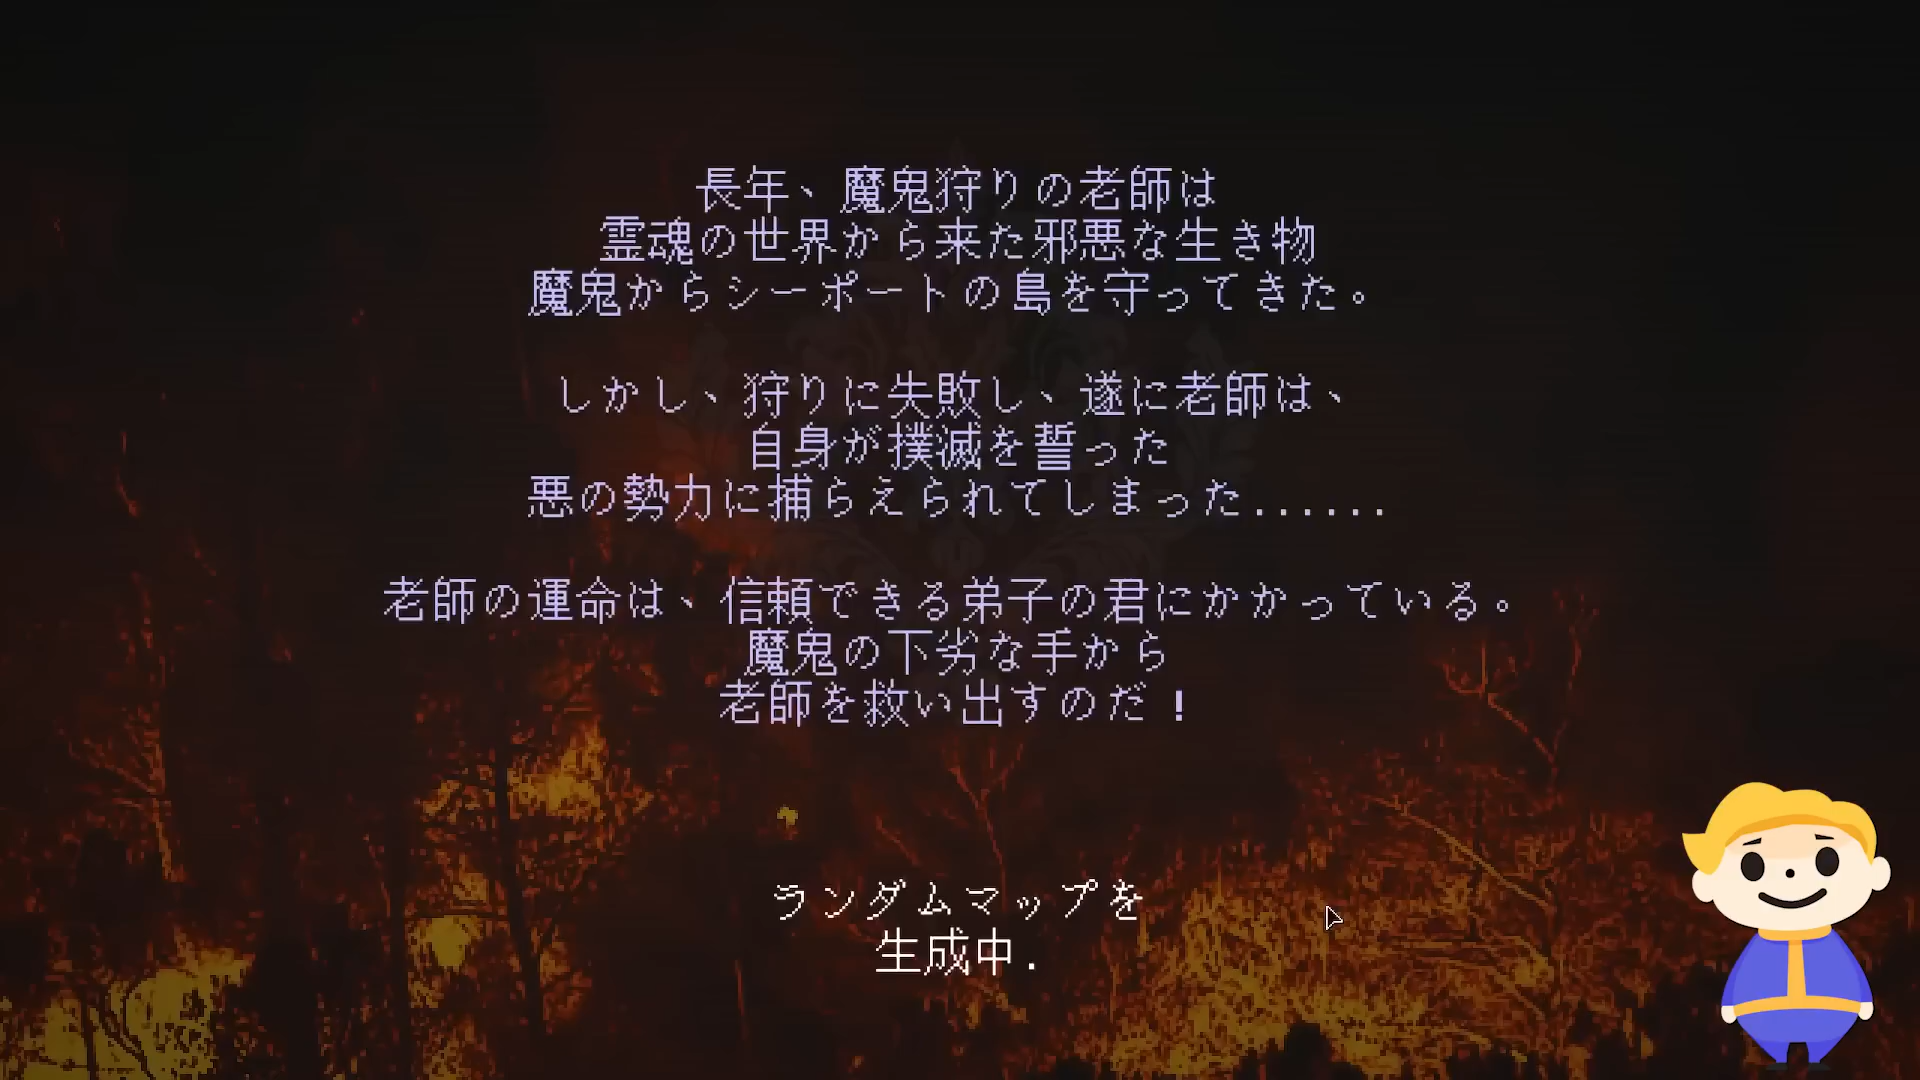 長年、魔鬼狩りの老師は
霊魂の世界から来た邪悪な生き物
魔鬼からシーポートの島を守ってきた。
しかし、狩りに失敗し、遂に老師は、
自身が撲滅を誓った
悪の勢力に捕らえられてしまった......
老師の運命は、信頼できる弟子の君にかかっている。
魔鬼の下劣な手から
老師を救い出すのだ！
ランダムマップを
生成中.